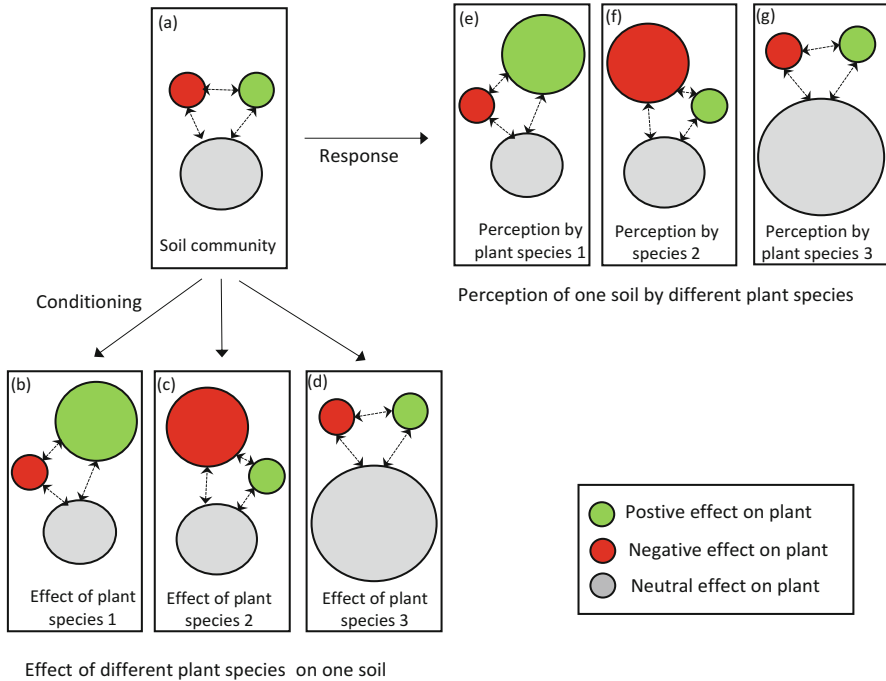 (a)
Soil community
Response
Conditioning
(e)
Perception by
plant species 1
(f)
Perception by
species 2
(g)
Perception by
plant species 3
Perception of one soil by different plant species
(b)
Effect of plant
species 1
(c)
Effect of plant
species 2
(d)
Effect of plant
species 3
Effect of different plant species on one soil
Postive effect on plant
Negative effect on plant
Neutral effect on plant